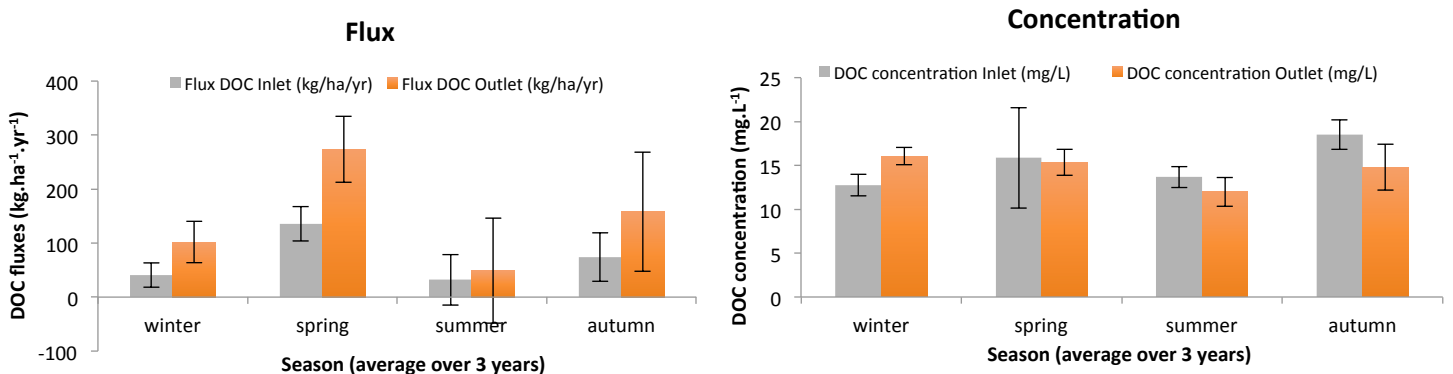 Flux
Flux DOC Inlet (kg/ha/yr) Flux DOC Outlet (kg/ha/yr)
DOC fluxes (kg.ha⁻¹.yr⁻¹)
400
300
200
100
0
-100
winter spring summer autumn
Season (average over 3 years)
Concentration
DOC concentration Inlet (mg/L) DOC concentration Outlet (mg/L)
DOC concentration (mg.L⁻¹)
25
20
15
10
5
0
winter spring summer autumn
Season (average over 3 years)